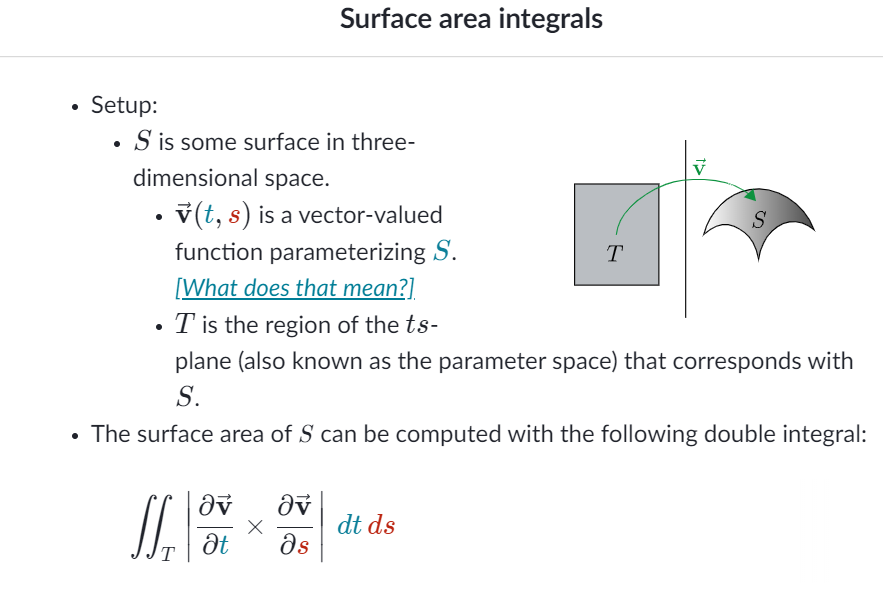 Surface area integrals
• Setup:
• S is some surface in three-
dimensional space.
• v⃗(t, s) is a vector-valued
function parameterizing S.
[What does that mean?]
• T is the region of the ts-
plane (also known as the parameter space) that corresponds with
S.
v⃗
T
S
• The surface area of S can be computed with the following double integral:
∬_T |∂v⃗/∂t × ∂v⃗/∂s| dt ds